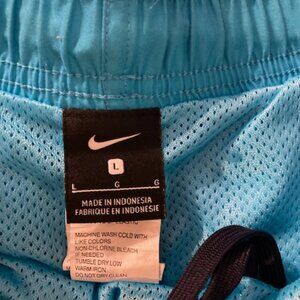 L
L G G
MADE IN INDONESIA
FABRIQUE EN INDONÉSIE
MACHINE WASH COLD WITH
LIKE COLORS
NON-CHLORINE BLEACH
IF NEEDED
TUMBLE DRY LOW
WARM IRON
DO NOT DRY CLEAN